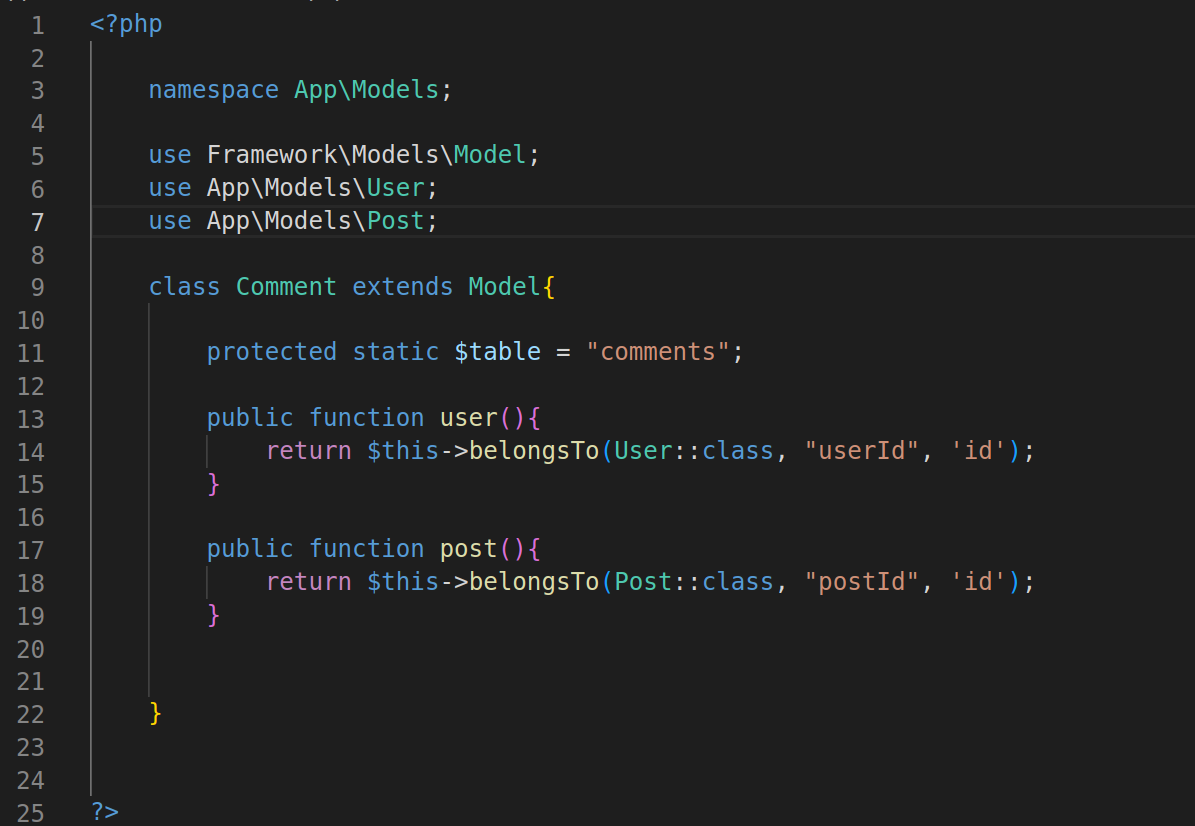 1 <?php
2
3 namespace App\Models;
4
5 use Framework\Models\Model;
6 use App\Models\User;
7 use App\Models\Post;
8
9 class Comment extends Model{
10
11 protected static $table = "comments";
12
13 public function user(){
14 return $this->belongsTo(User::class, "userId", 'id');
15 }
16
17 public function post(){
18 return $this->belongsTo(Post::class, "postId", 'id');
19 }
20
21
22 }
23
24
25 ?>